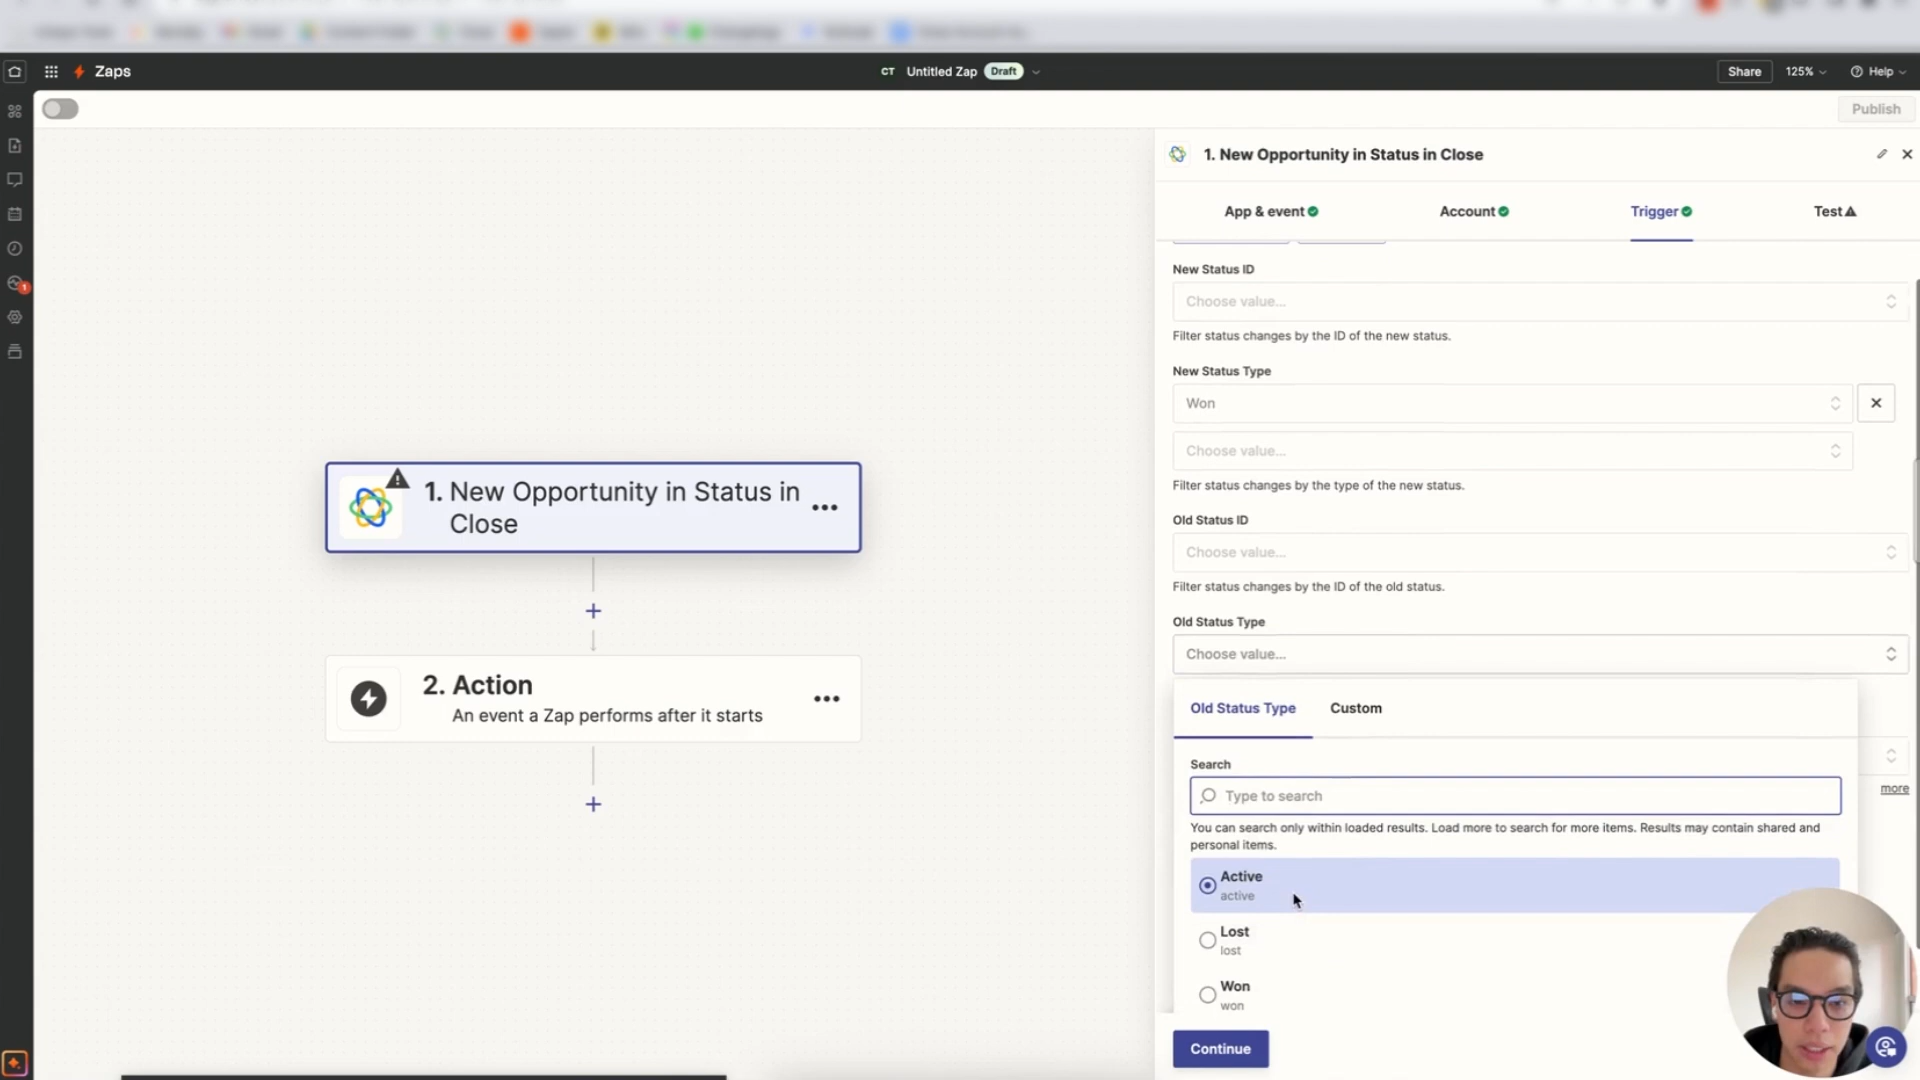 Zaps
CT Untitled Zap Draft
Share
125%
Help
Publish
1. New Opportunity in Status in Close
App & event
Account
Trigger
Test
New Status ID
Choose value...
Filter status changes by the ID of the new status.
New Status Type
Won
Choose value...
Filter status changes by the type of the new status.
Old Status ID
Choose value...
Filter status changes by the ID of the old status.
Old Status Type
Choose value...
Old Status Type
Custom
Search
Type to search
You can search only within loaded results. Load more to search for more items. Results may contain shared and
personal items.
more
Active
active
Lost
lost
Won
won
Continue
1. New Opportunity in Status in
Close
2. Action
An event a Zap performs after it starts
1